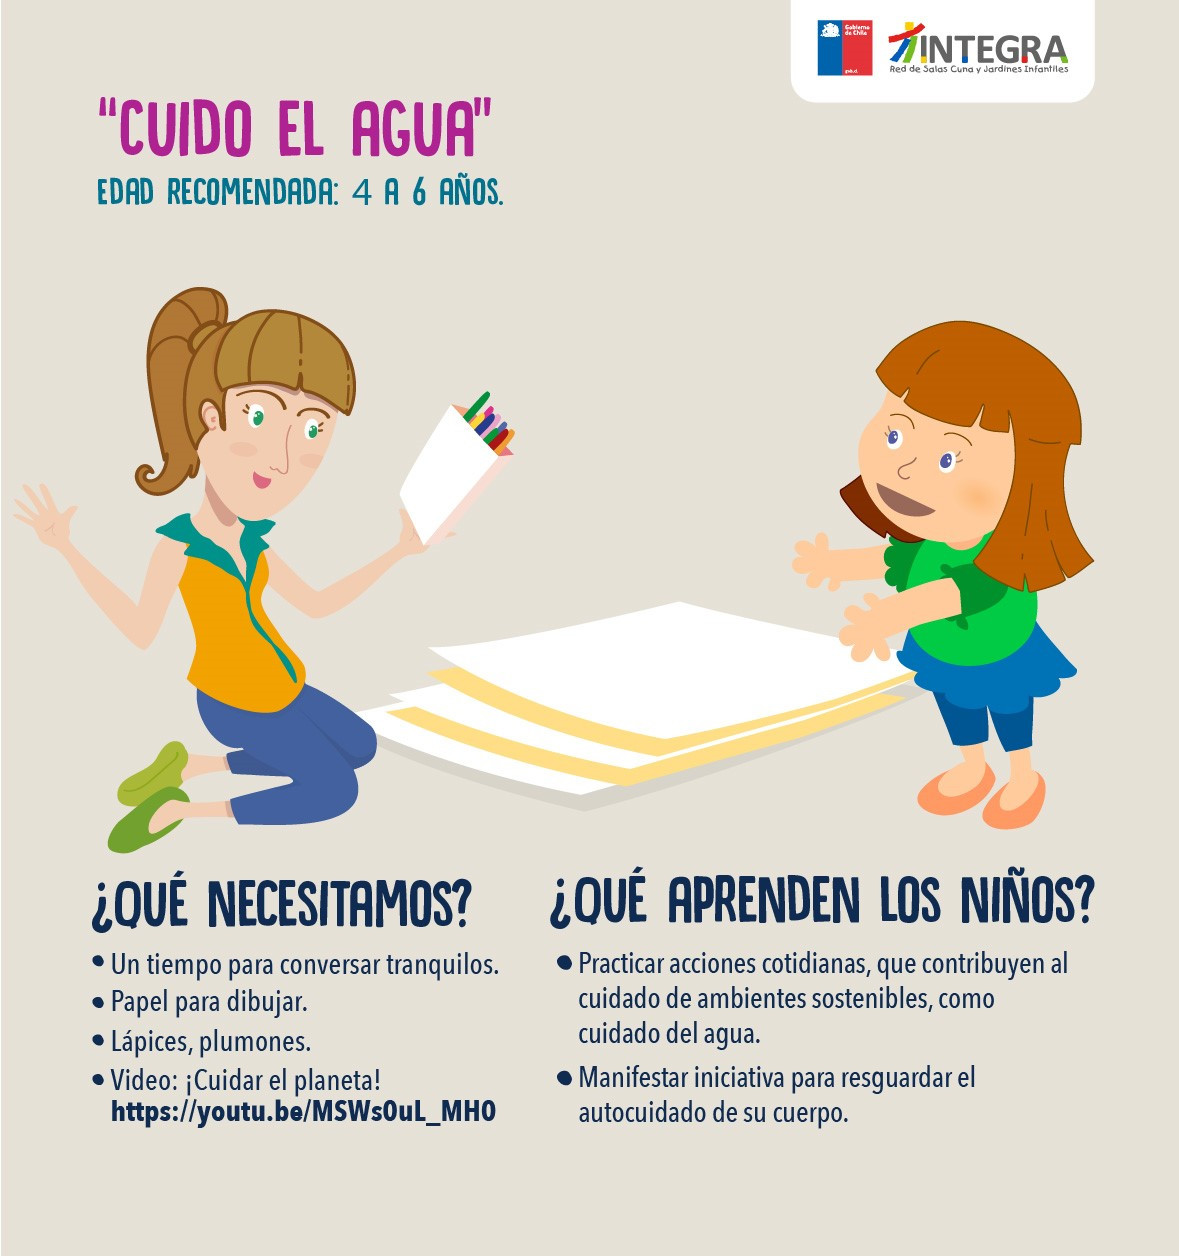 Gobierno
de Chile
gob.cl
INTEGRA
Red de Salas Cuna y Jardines Infantiles
“CUIDO EL AGUA”
EDAD RECOMENDADA: 4 A 6 AÑOS.
¿QUÉ NECESITAMOS?
• Un tiempo para conversar tranquilos.
• Papel para dibujar.
• Lápices, plumones.
• Video: ¡Cuidar el planeta!
https://youtu.be/MSWs0uL_MH0
¿QUÉ APRENDEN LOS NIÑOS?
• Practicar acciones cotidianas, que contribuyen al
cuidado de ambientes sostenibles, como
cuidado del agua.
• Manifestar iniciativa para resguardar el
autocuidado de su cuerpo.